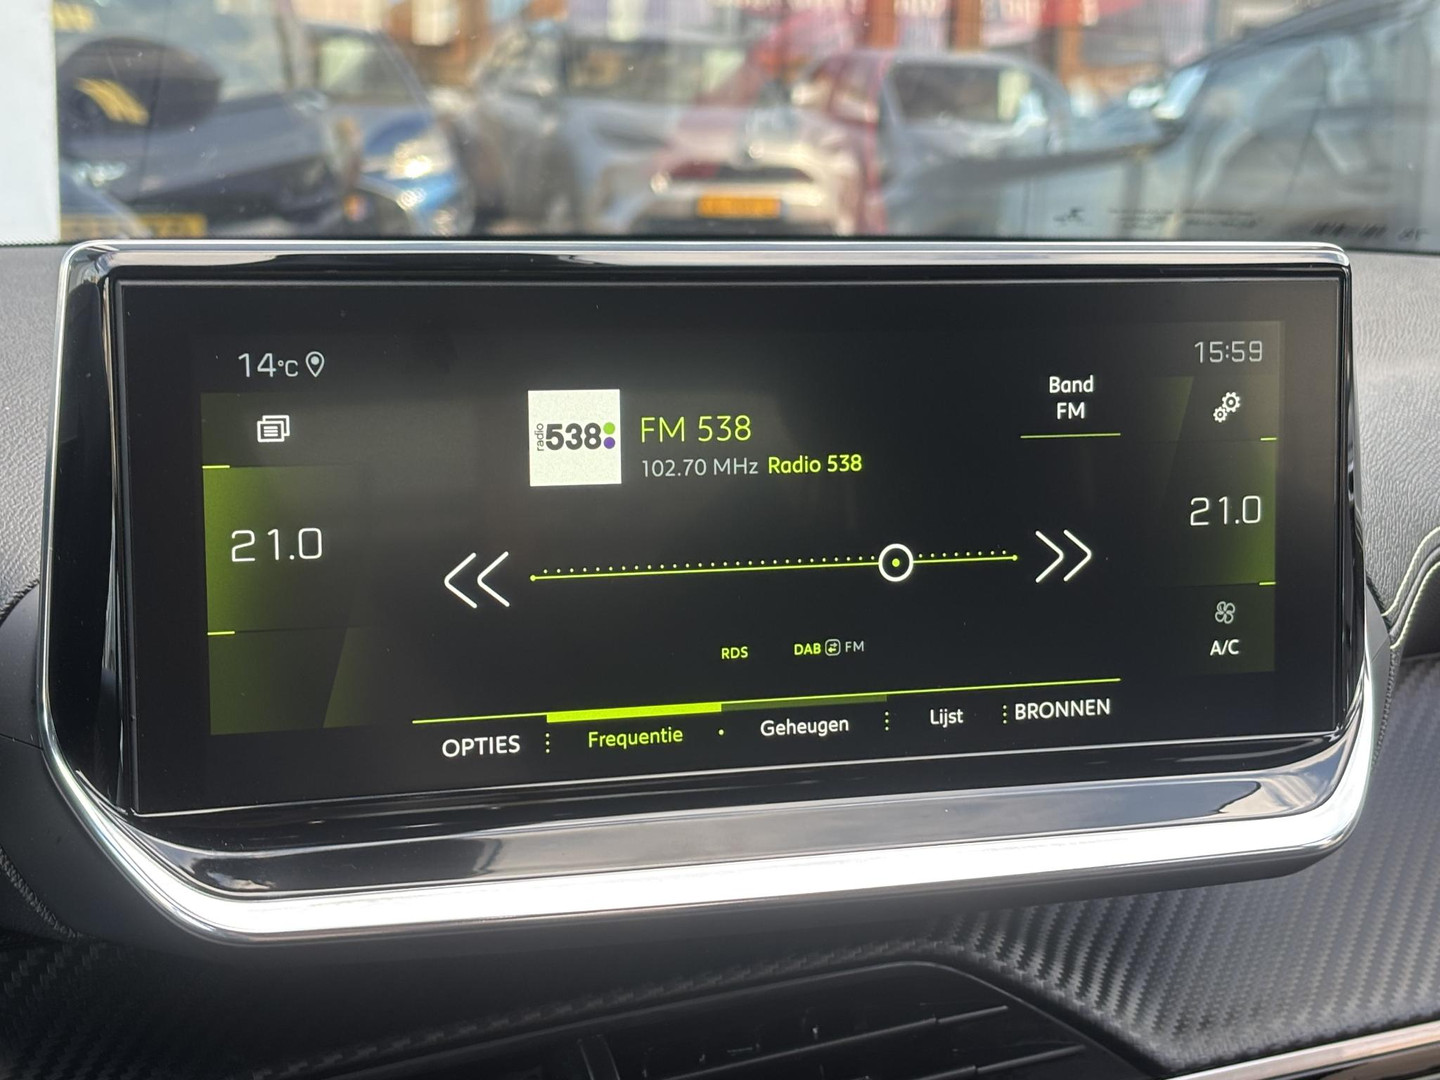 14°C
15:59
Band
FM
radio
538
FM 538
102.70 MHz Radio 538
21.0
21.0
RDS
DAB FM
A/C
OPTIES
Frequentie
Geheugen
Lijst
BRONNEN